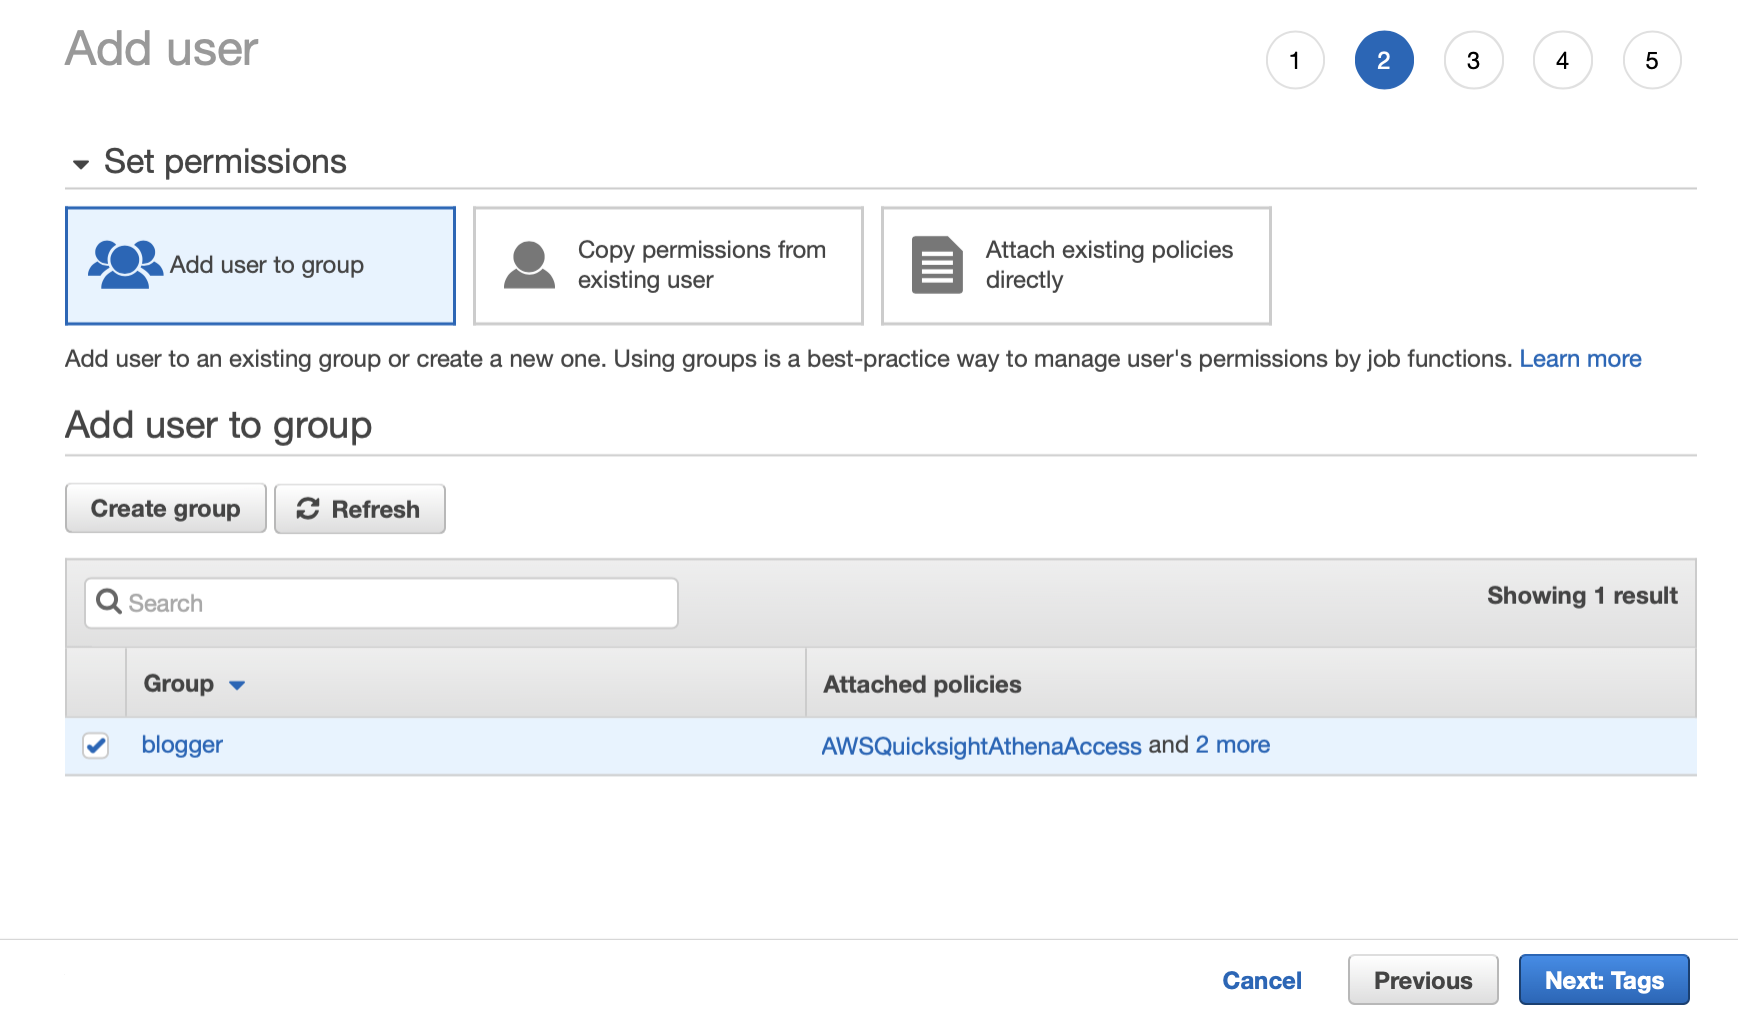 Add user
1 2 3 4 5
Set permissions
Add user to group
Copy permissions from
existing user
Attach existing policies
directly
Add user to an existing group or create a new one. Using groups is a best-practice way to manage user's permissions by job functions. Learn more
Add user to group
Create group Refresh
Search
Showing 1 result
Group Attached policies
blogger AWSQuicksightAthenaAccess and 2 more
Cancel Previous Next: Tags